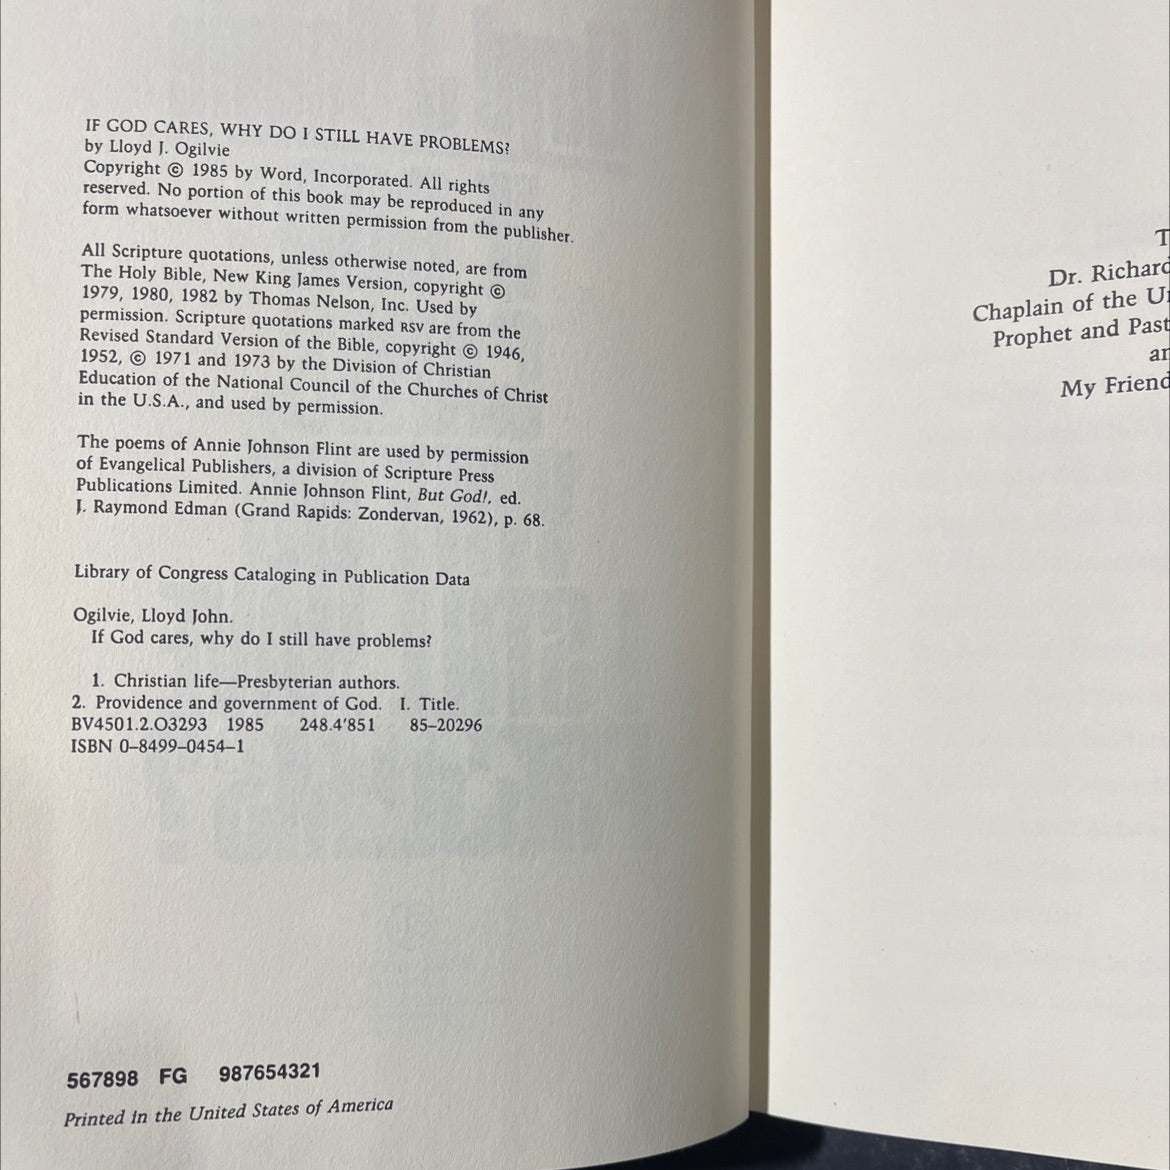 IF GOD CARES, WHY DO I STILL HAVE PROBLEMS?
by Lloyd J. Ogilvie
Copyright © 1985 by Word, Incorporated. All rights
reserved. No portion of this book may be reproduced in any
form whatsoever without written permission from the publisher.
All Scripture quotations, unless otherwise noted, are from
The Holy Bible, New King James Version, copyright ©
1979, 1980, 1982 by Thomas Nelson, Inc. Used by
permission. Scripture quotations marked RSV are from the
Revised Standard Version of the Bible, copyright © 1946,
1952, © 1971 and 1973 by the Division of Christian
Education of the National Council of the Churches of Christ
in the U.S.A., and used by permission.
The poems of Annie Johnson Flint are used by permission
of Evangelical Publishers, a division of Scripture Press
Publications Limited. Annie Johnson Flint, But God!, ed.
J. Raymond Edman (Grand Rapids: Zondervan, 1962), p. 68.
Library of Congress Cataloging in Publication Data
Ogilvie, Lloyd John.
If God cares, why do I still have problems?
1. Christian life—Presbyterian authors.
2. Providence and government of God. I. Title.
BV4501.2.O3293 1985 248.4'851 85–20296
ISBN 0–8499–0454–1
567898 FG 987654321
Printed in the United States of America
Dr. Richard
Chaplain of the
Prophet and
My Friend